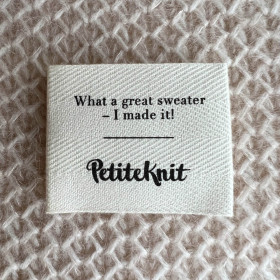 What a great sweater
– I made it!
PetiteKnit